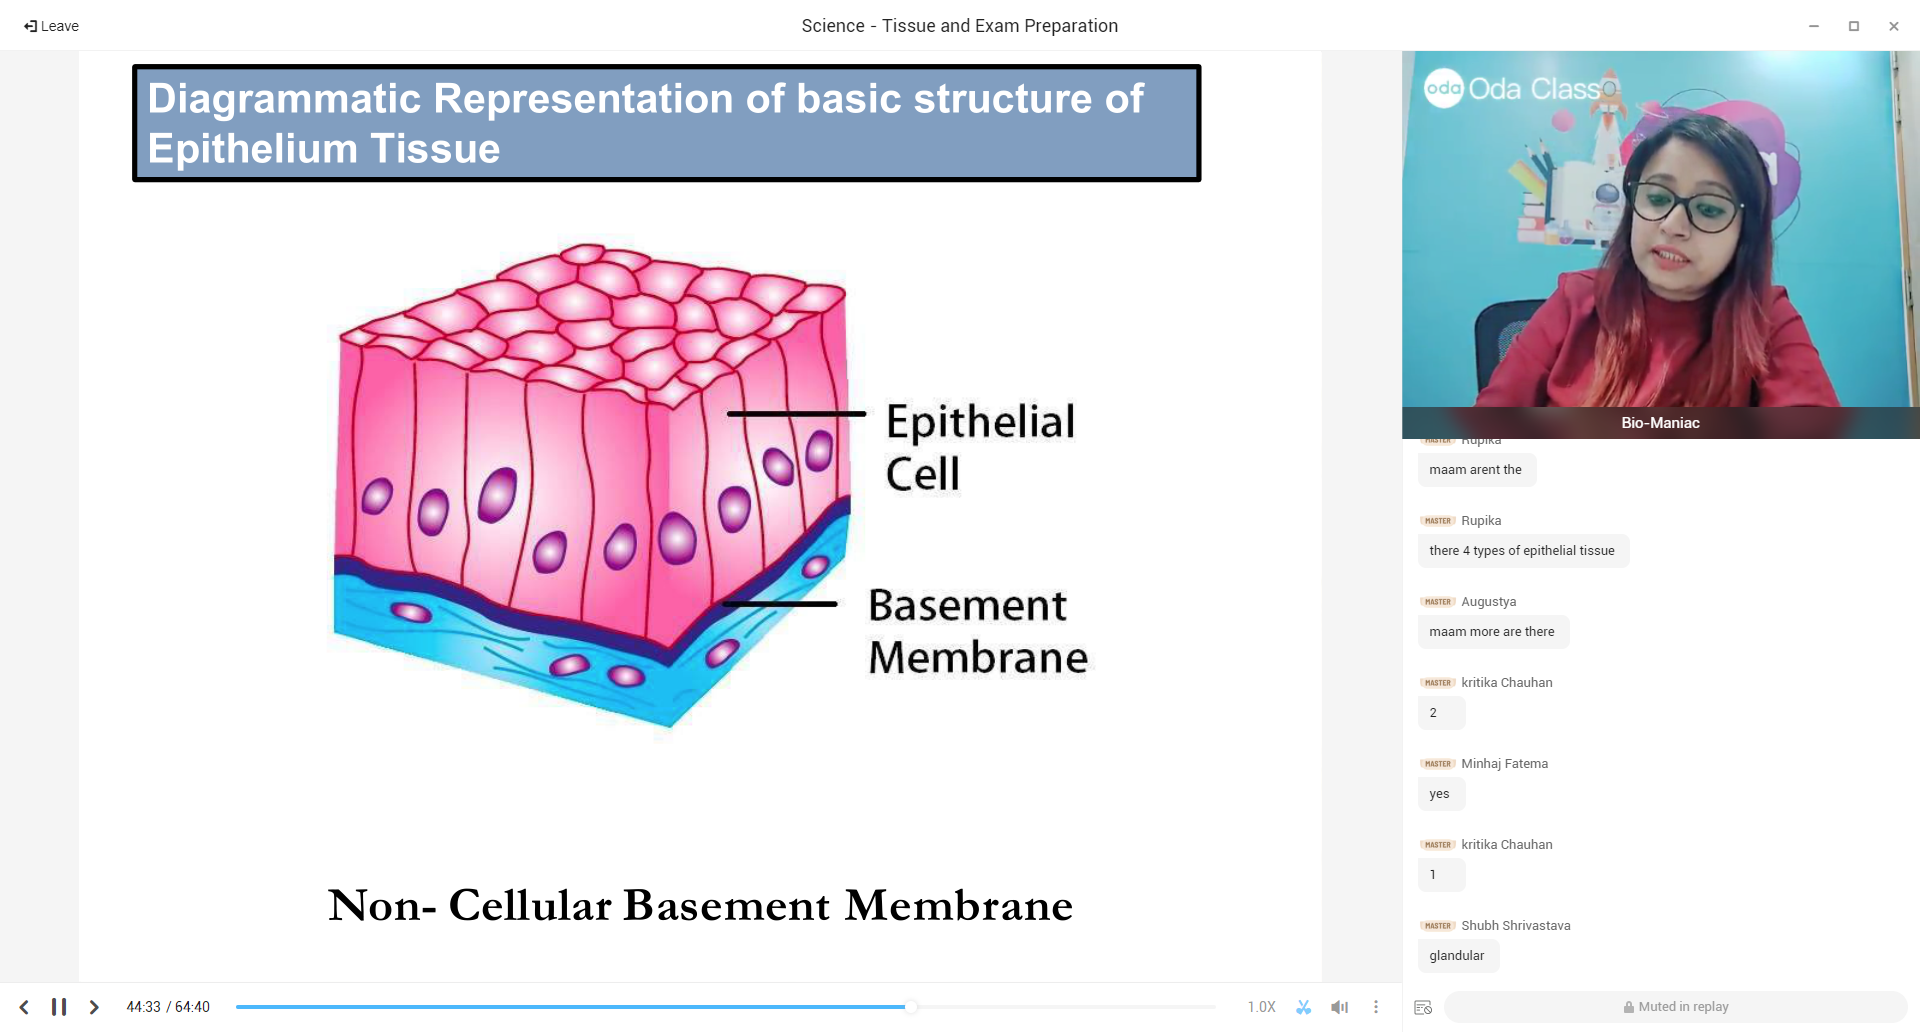 Leave
Science - Tissue and Exam Preparation
Diagrammatic Representation of basic structure of
Epithelium Tissue
Epithelial
Cell
Basement
Membrane
Non- Cellular Basement Membrane
44:33 / 64:40
1.0X
oda Oda Class
Bio-Maniac
MASTER Rupika
maam arent the
MASTER Rupika
there 4 types of epithelial tissue
MASTER Augustya
maam more are there
MASTER kritika Chauhan
2
MASTER Minhaj Fatema
yes
MASTER kritika Chauhan
1
MASTER Shubh Shrivastava
glandular
Muted in replay